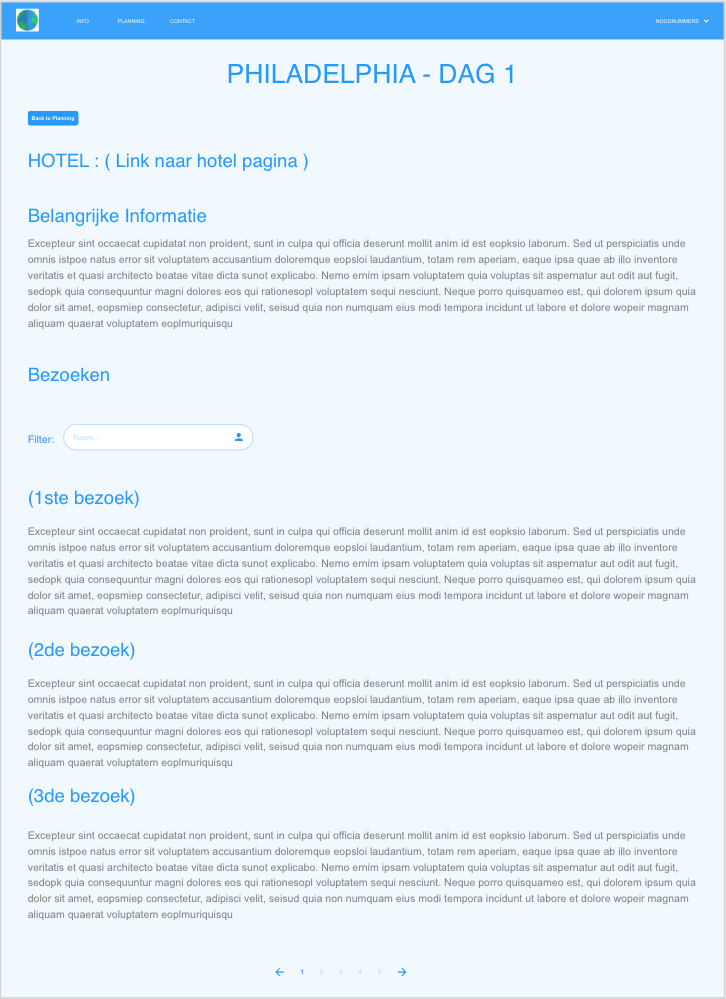 INFO PLANNING CONTACT NOODNUMMERS
PHILADELPHIA - DAG 1
Back to Planning
HOTEL : ( Link naar hotel pagina )
Belangrijke Informatie
Excepteur sint occaecat cupidatat non proident, sunt in culpa qui officia deserunt mollit anim id est eopksio laborum. Sed ut perspiciatis unde
omnis istpoe natus error sit voluptatem accusantium doloremque eopsloi laudantium, totam rem aperiam, eaque ipsa quae ab illo inventore
veritatis et quasi architecto beatae vitae dicta sunot explicabo. Nemo ernim ipsam voluptatem quia voluptas sit aspernatur aut odit aut fugit,
sedopk quia consequuntur magni dolores eos qui rationesopl voluptatem sequi nesciunt. Neque porro quisquameo est, qui dolorem ipsum quia
dolor sit amet, eopsmiep consectetur, adipisci velit, seisud quia non numquam eius modi tempora incidunt ut labore et dolore wopeir magnam
aliquam quaerat voluptatem eoplmuriquisqu
Bezoeken
Filter: Naam..
(1ste bezoek)
Excepteur sint occaecat cupidatat non proident, sunt in culpa qui officia deserunt mollit anim id est eopksio laborum. Sed ut perspiciatis unde
omnis istpoe natus error sit voluptatem accusantium doloremque eopsloi laudantium, totam rem aperiam, eaque ipsa quae ab illo inventore
veritatis et quasi architecto beatae vitae dicta sunot explicabo. Nemo ernim ipsam voluptatem quia voluptas sit aspernatur aut odit aut fugit,
sedopk quia consequuntur magni dolores eos qui rationesopl voluptatem sequi nesciunt. Neque porro quisquameo est, qui dolorem ipsum quia
dolor sit amet, eopsmiep consectetur, adipisci velit, seisud quia non numquam eius modi tempora incidunt ut labore et dolore wopeir magnam
aliquam quaerat voluptatem eoplmuriquisqu
(2de bezoek)
Excepteur sint occaecat cupidatat non proident, sunt in culpa qui officia deserunt mollit anim id est eopksio laborum. Sed ut perspiciatis unde
omnis istpoe natus error sit voluptatem accusantium doloremque eopsloi laudantium, totam rem aperiam, eaque ipsa quae ab illo inventore
veritatis et quasi architecto beatae vitae dicta sunot explicabo. Nemo ernim ipsam voluptatem quia voluptas sit aspernatur aut odit aut fugit,
sedopk quia consequuntur magni dolores eos qui rationesopl voluptatem sequi nesciunt. Neque porro quisquameo est, qui dolorem ipsum quia
dolor sit amet, eopsmiep consectetur, adipisci velit, seisud quia non numquam eius modi tempora incidunt ut labore et dolore wopeir magnam
aliquam quaerat voluptatem eoplmuriquisqu
(3de bezoek)
Excepteur sint occaecat cupidatat non proident, sunt in culpa qui officia deserunt mollit anim id est eopksio laborum. Sed ut perspiciatis unde
omnis istpoe natus error sit voluptatem accusantium doloremque eopsloi laudantium, totam rem aperiam, eaque ipsa quae ab illo inventore
veritatis et quasi architecto beatae vitae dicta sunot explicabo. Nemo ernim ipsam voluptatem quia voluptas sit aspernatur aut odit aut fugit,
sedopk quia consequuntur magni dolores eos qui rationesopl voluptatem sequi nesciunt. Neque porro quisquameo est, qui dolorem ipsum quia
dolor sit amet, eopsmiep consectetur, adipisci velit, seisud quia non numquam eius modi tempora incidunt ut labore et dolore wopeir magnam
aliquam quaerat voluptatem eoplmuriquisqu
1 2 3 4 5